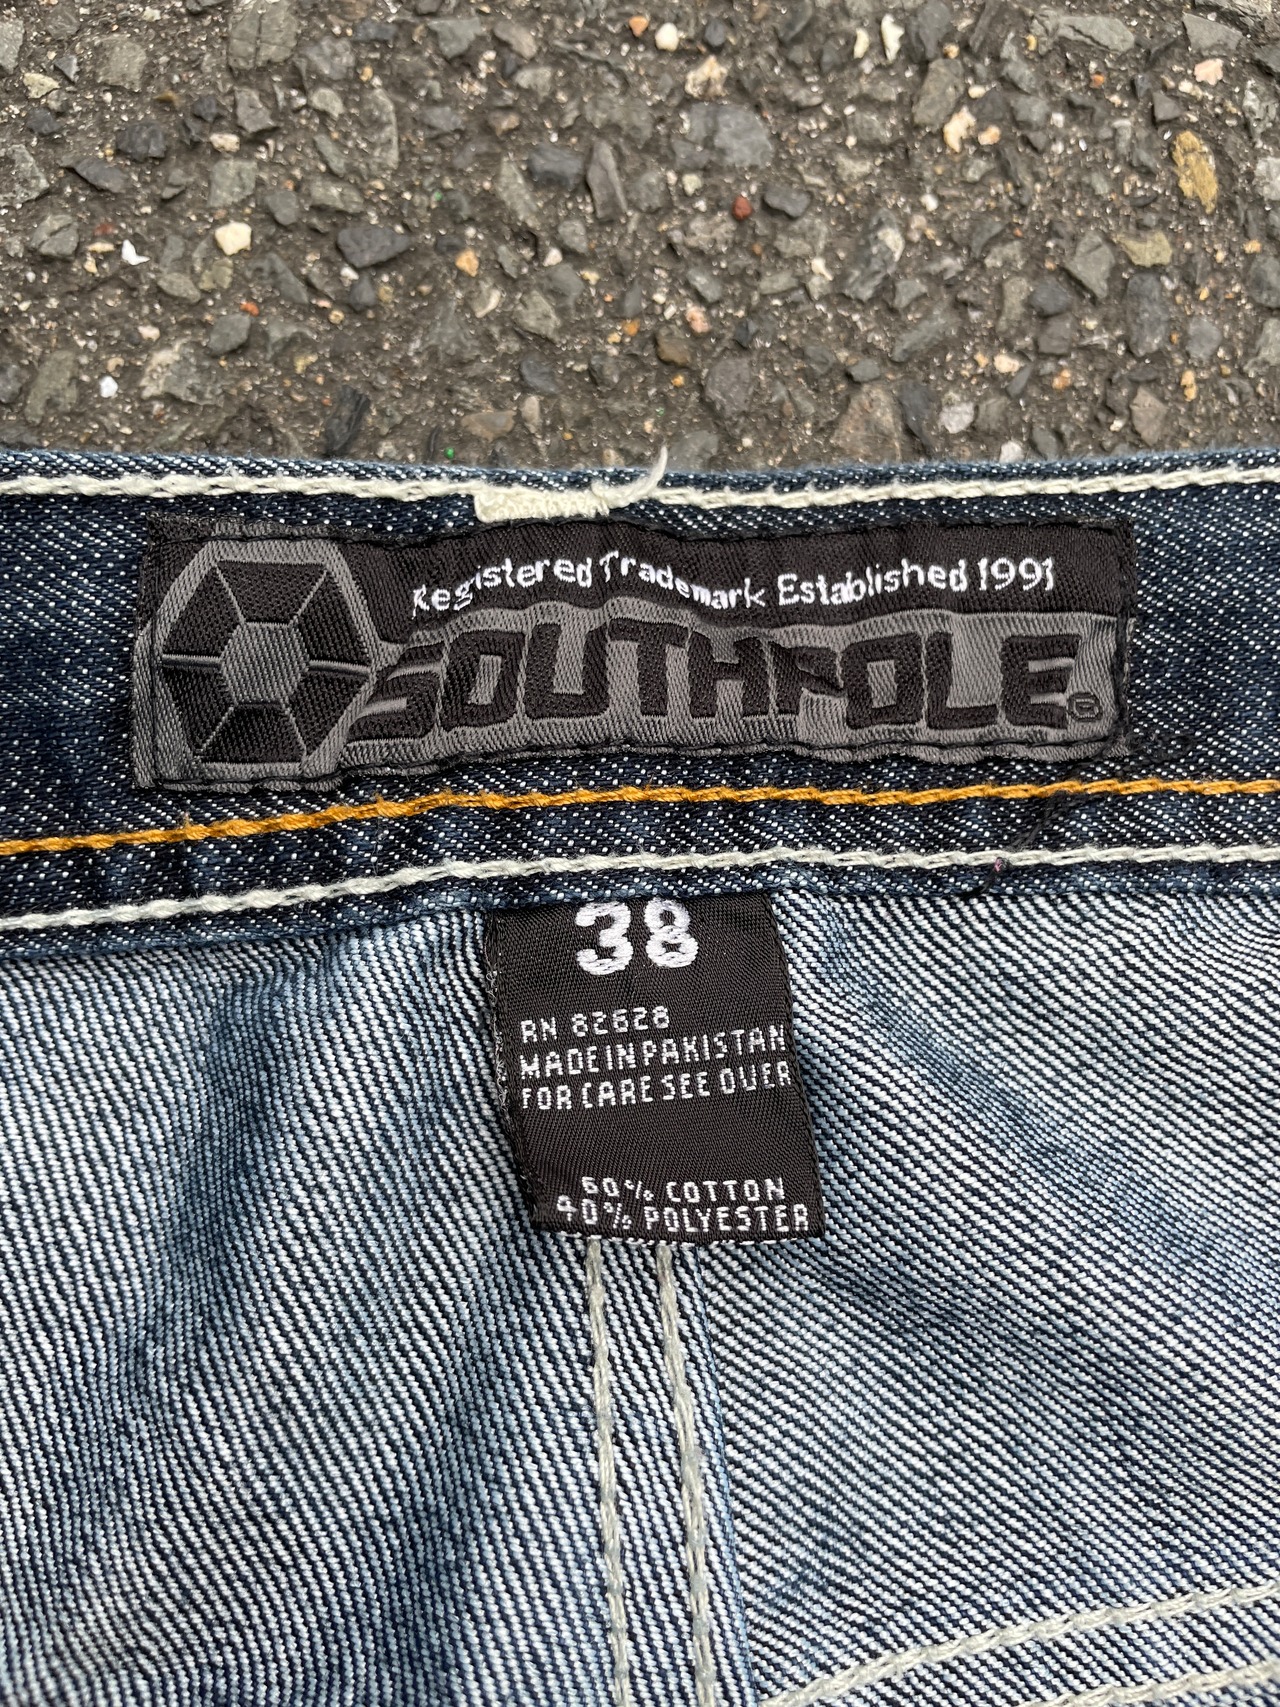 Registered Trademark Established 1991
SOUTHPOLE®
38
RN 82628
MADE IN PAKISTAN
FOR CARE SEE OVER
60% COTTON
40% POLYESTER